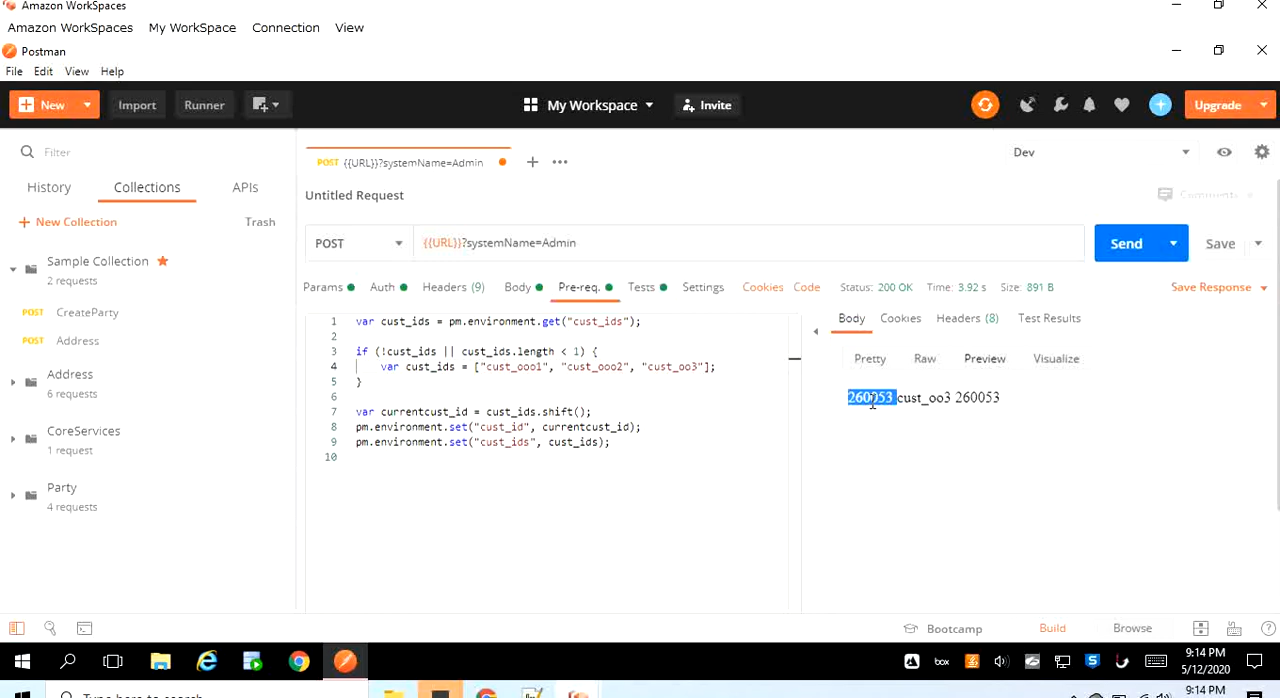 Amazon WorkSpaces
Amazon WorkSpaces My WorkSpace Connection View
Postman
File Edit View Help
New Import Runner My Workspace Invite Upgrade
Filter
POST {{URL}}?systemName=Admin
Dev
History Collections APIs
Untitled Request
Comments
+ New Collection Trash
POST {{URL}}?systemName=Admin Send Save
Sample Collection
2 requests
POST CreateParty
POST Address
Address
6 requests
CoreServices
1 request
Party
4 requests
Params Auth Headers (9) Body Pre-req. Tests Settings Cookies Code Status: 200 OK Time: 3.92 s Size: 891 B Save Response
1 var cust_ids = pm.environment.get("cust_ids");
2
3 if (!cust_ids || cust_ids.length < 1) {
4 var cust_ids = ["cust_ooo1", "cust_ooo2", "cust_oo3"];
5 }
6
7 var currentcust_id = cust_ids.shift();
8 pm.environment.set("cust_id", currentcust_id);
9 pm.environment.set("cust_ids", cust_ids);
10
Body Cookies Headers (8) Test Results
Pretty Raw Preview Visualize
260053 cust_oo3 260053
Bootcamp Build Browse
box
9:14 PM
5/12/2020
Type here to search
9:14 PM